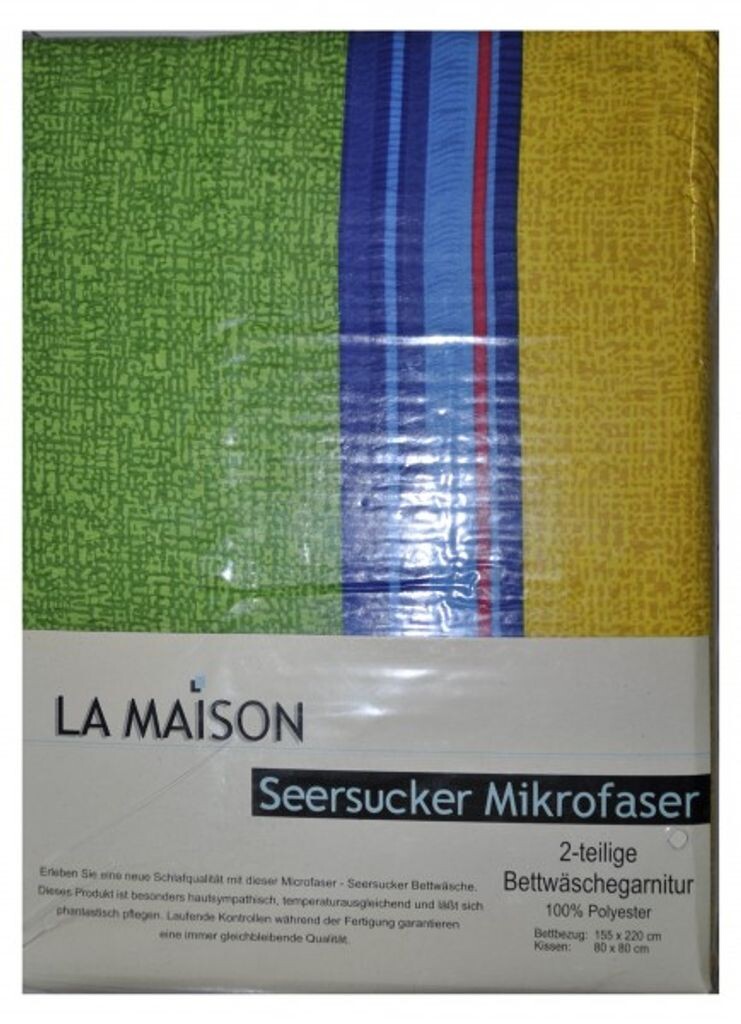 LA MAISON
Seersucker Mikrofaser
2-teilige
Bettwäschegarnitur
100% Polyester
Bettbezug: 155 x 220 cm
Kissen: 80 x 80 cm
Erleben Sie eine neue Schlafqualität mit dieser Microfaser - Seersucker Bettwäsche.
Dieses Produkt ist besonders hautsympathisch, temperaturausgleichend und läßt sich
phantastisch pflegen. Laufende Kontrollen während der Fertigung garantieren
eine immer gleichbleibende Qualität.